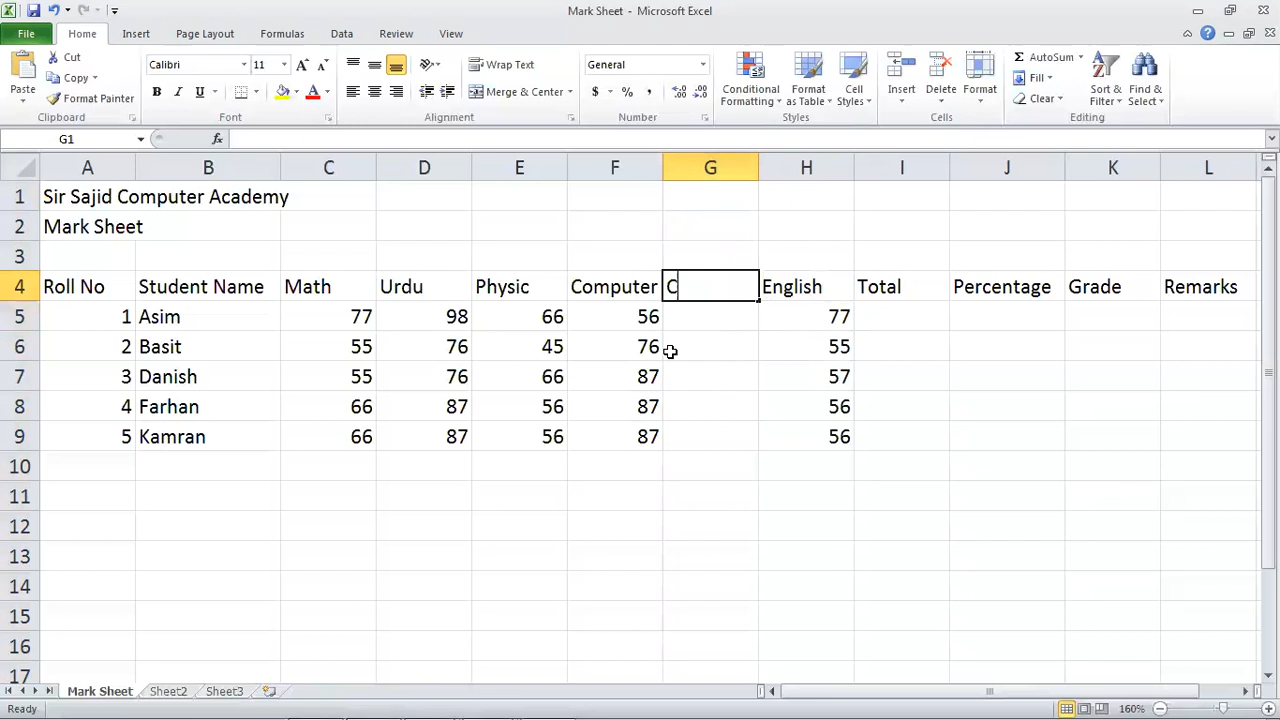 Mark Sheet - Microsoft Excel
File Home Insert Page Layout Formulas Data Review View
Cut
Copy
Format Painter
Paste
Clipboard
Calibri 11
Font
Wrap Text
Merge & Center
Alignment
General
Number
Conditional Formatting
Format as Table
Cell Styles
Styles
Insert
Delete
Format
Cells
AutoSum
Fill
Clear
Sort & Filter
Find & Select
Editing
G1 fx
A B C D E F G H I J K L
1 Sir Sajid Computer Academy
2 Mark Sheet
3
4 Roll No Student Name Math Urdu Physic Computer C English Total Percentage Grade Remarks
5 1 Asim 77 98 66 56 77
6 2 Basit 55 76 45 76 55
7 3 Danish 55 76 66 87 57
8 4 Farhan 66 87 56 87 56
9 5 Kamran 66 87 56 87 56
10
11
12
13
14
15
16
17
Mark Sheet Sheet2 Sheet3
Ready 160%